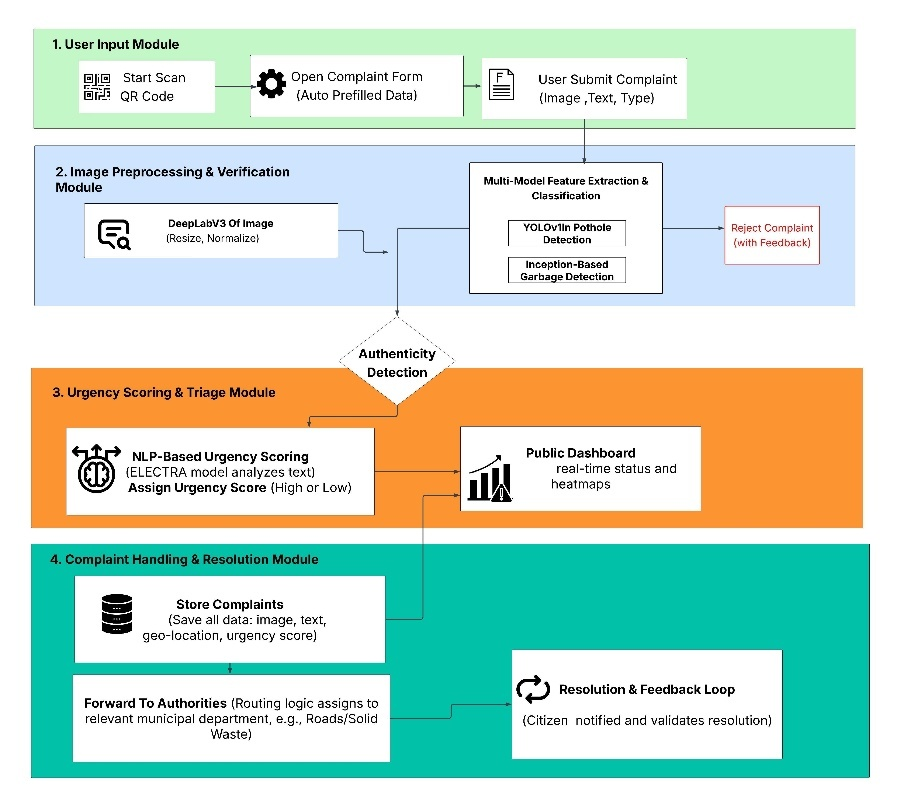 1. User Input Module
Start Scan
QR Code
Open Complaint Form
(Auto Prefilled Data)
F
User Submit Complaint
(Image ,Text, Type)
2. Image Preprocessing & Verification
Module
DeepLabV3 Of Image
(Resize, Normalize)
Multi-Model Feature Extraction &
Classification
YOLOv1In Pothole
Detection
Inception-Based
Garbage Detection
Reject Complaint
(with Feedback)
Authenticity
Detection
3. Urgency Scoring & Triage Module
NLP-Based Urgency Scoring
(ELECTRA model analyzes text)
Assign Urgency Score (High or Low)
Public Dashboard
real-time status and
heatmaps
4. Complaint Handling & Resolution Module
Store Complaints
(Save all data: image, text,
geo-location, urgency score)
Forward To Authorities (Routing logic assigns to
relevant municipal department, e.g., Roads/Solid
Waste)
Resolution & Feedback Loop
(Citizen notified and validates resolution)